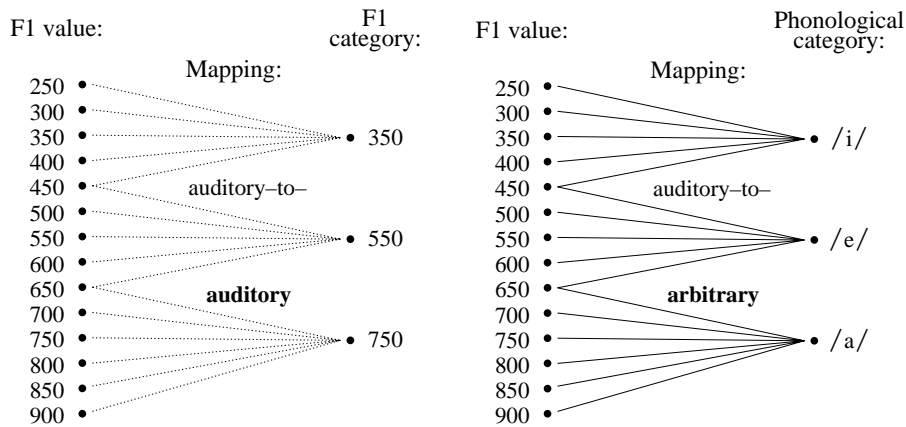 F1 value:
F1
category:
Mapping:
250
300
350
400
450
500
550
600
650
700
750
800
850
900
auditory–to–
auditory
350
550
750
F1 value:
Phonological
category:
Mapping:
250
300
350
400
450
500
550
600
650
700
750
800
850
900
auditory–to–
arbitrary
/i/
/e/
/a/